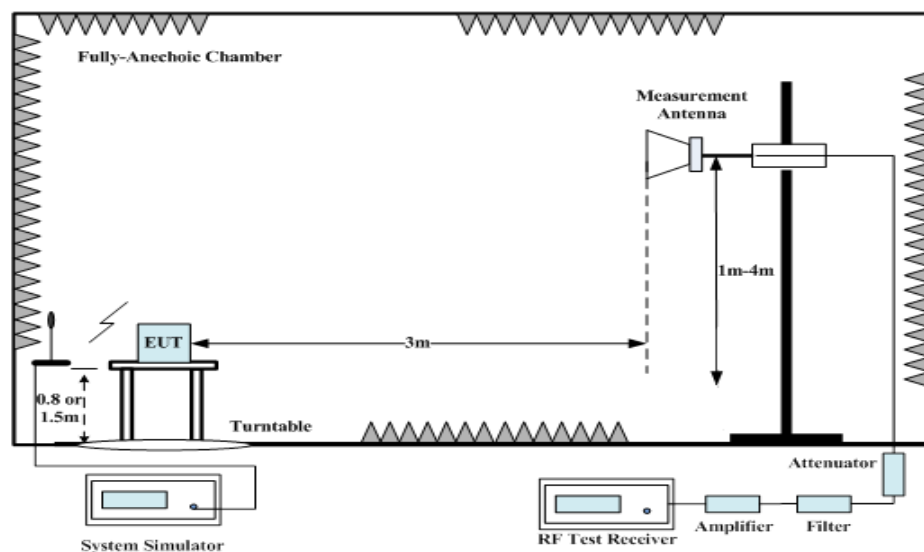 Fully-Anechoic Chamber
Measurement
Antenna
1m-4m
EUT
3m
0.8 or
1.5m
Turntable
Attenuator
System Simulator
RF Test Receiver
Amplifier
Filter